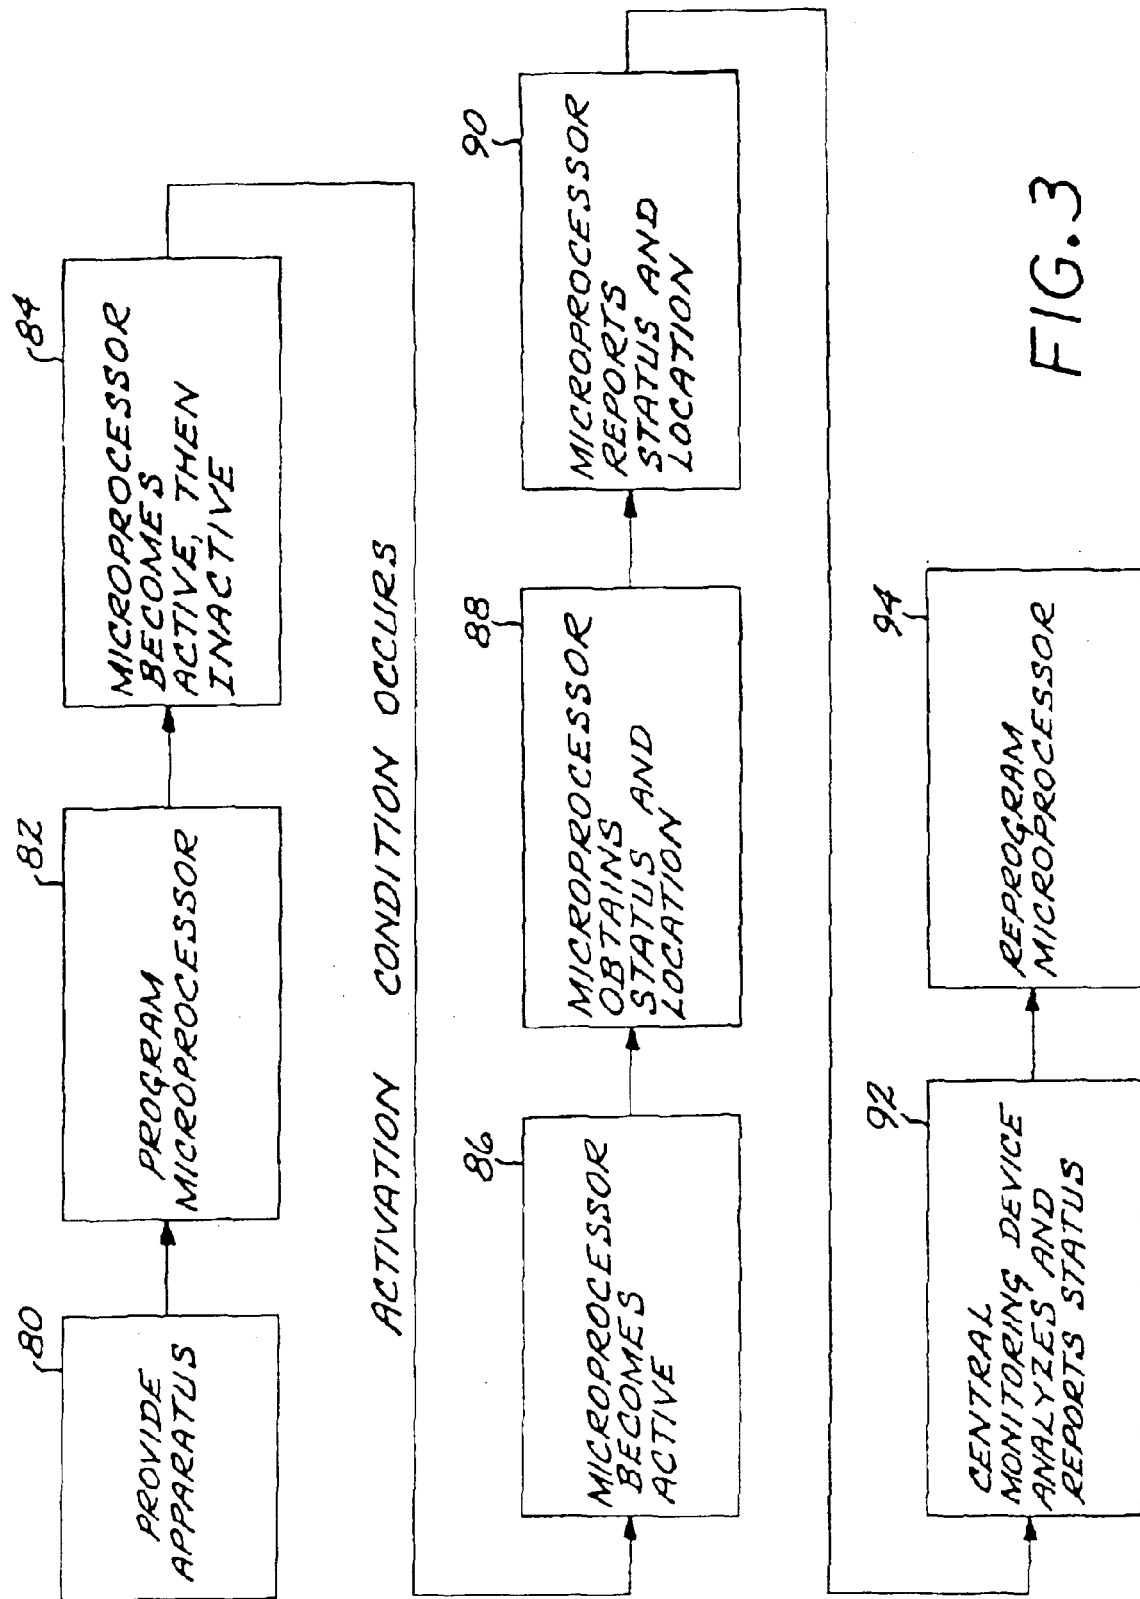 80
PROVIDE
APPARATUS
82
PROGRAM
MICROPROCESSOR
84
MICROPROCESSOR
BECOMES
ACTIVE, THEN
INACTIVE
ACTIVATION CONDITION OCCURS
86
MICROPROCESSOR
BECOMES
ACTIVE
88
MICROPROCESSOR
OBTAINS
STATUS AND
LOCATION
90
MICROPROCESSOR
REPORTS
STATUS AND
LOCATION
92
CENTRAL
MONITORING DEVICE
ANALYZES AND
REPORTS STATUS
94
REPROGRAM
MICROPROCESSOR
FIG. 3